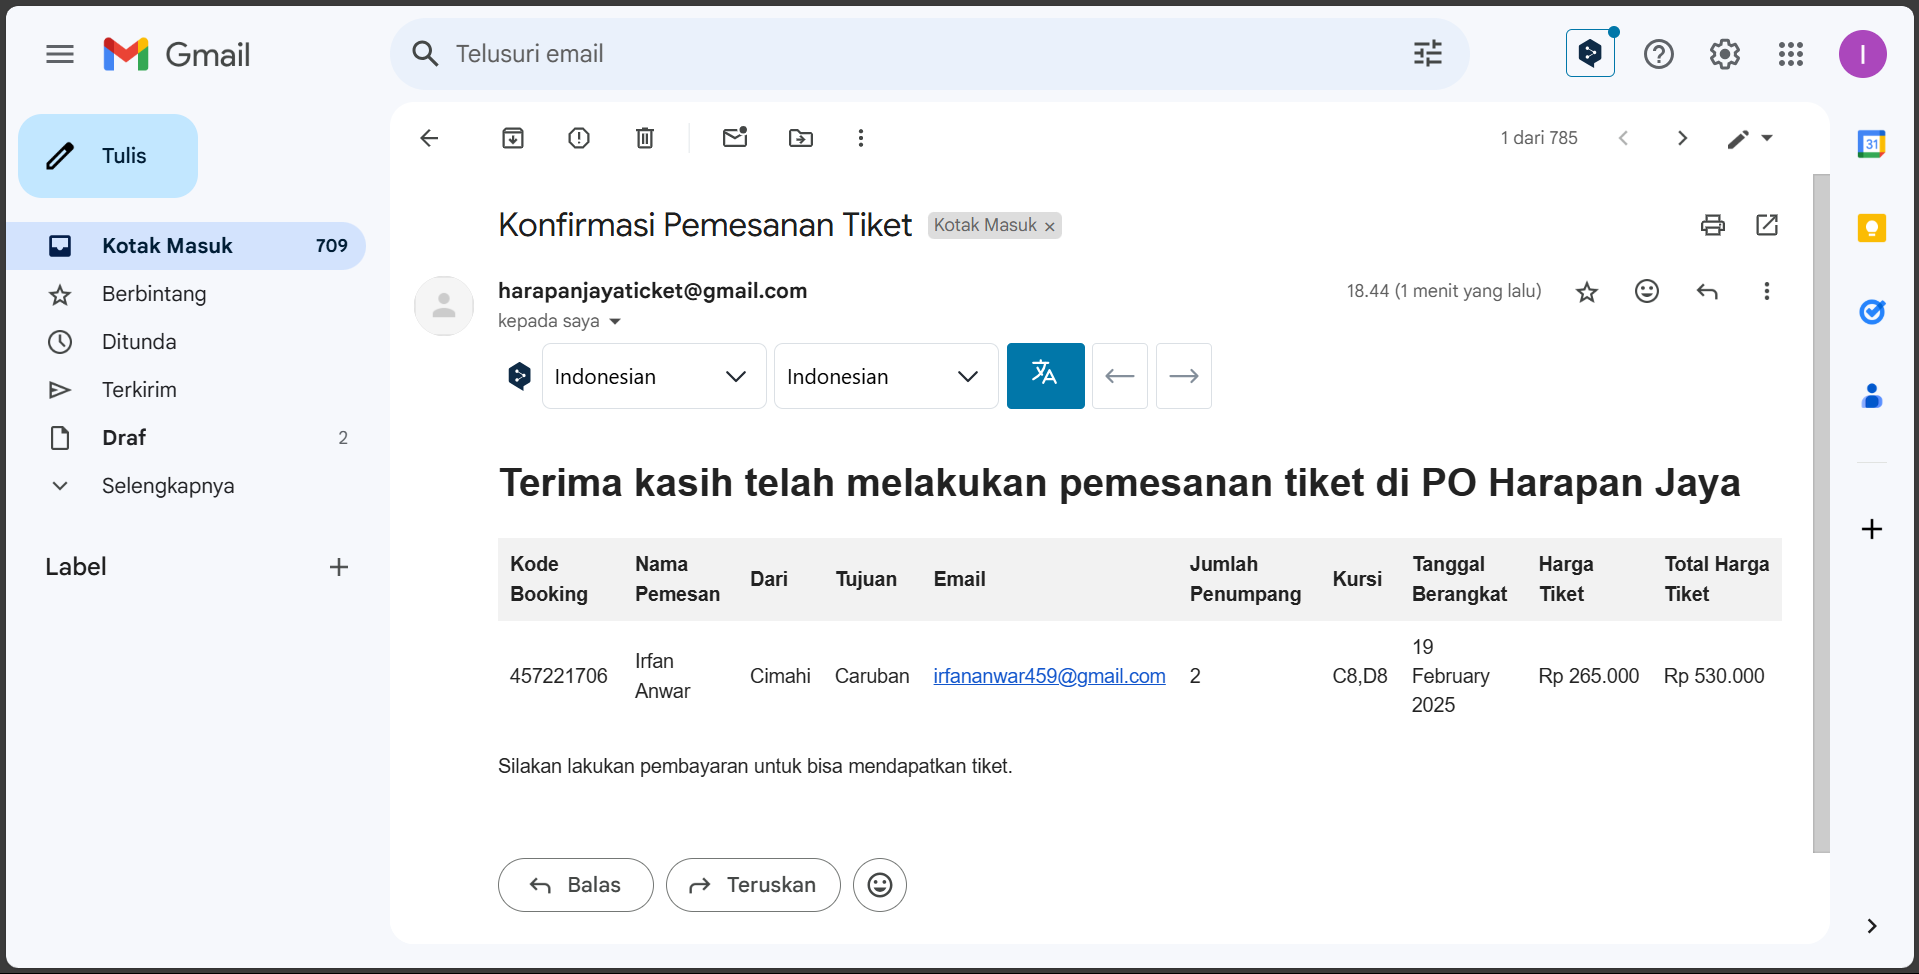 Gmail
Telusuri email
I
Tulis
1 dari 785
31
Kotak Masuk 709
Berbintang
Ditunda
Terkirim
Draf 2
Selengkapnya
Label
Konfirmasi Pemesanan Tiket Kotak Masuk ×
harapanjayaticket@gmail.com
18.44 (1 menit yang lalu)
kepada saya
Indonesian Indonesian
Terima kasih telah melakukan pemesanan tiket di PO Harapan Jaya
Kode Booking Nama Pemesan Dari Tujuan Email Jumlah Penumpang Kursi Tanggal Berangkat Harga Tiket Total Harga Tiket
457221706 Irfan Anwar Cimahi Caruban irfananwar459@gmail.com 2 C8,D8 19 February 2025 Rp 265.000 Rp 530.000
Silakan lakukan pembayaran untuk bisa mendapatkan tiket.
Balas Teruskan